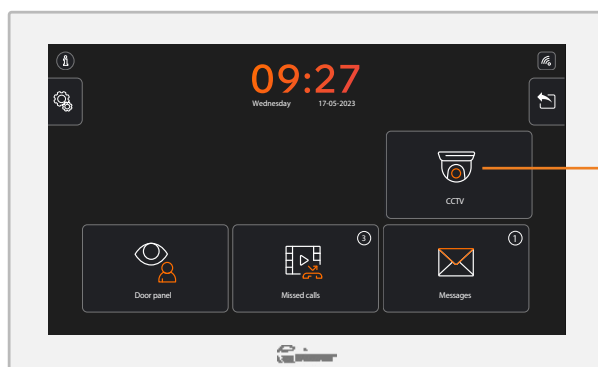 09:27
Wednesday 17-05-2023
CCTV
3
1
Door panel
Missed calls
Messages